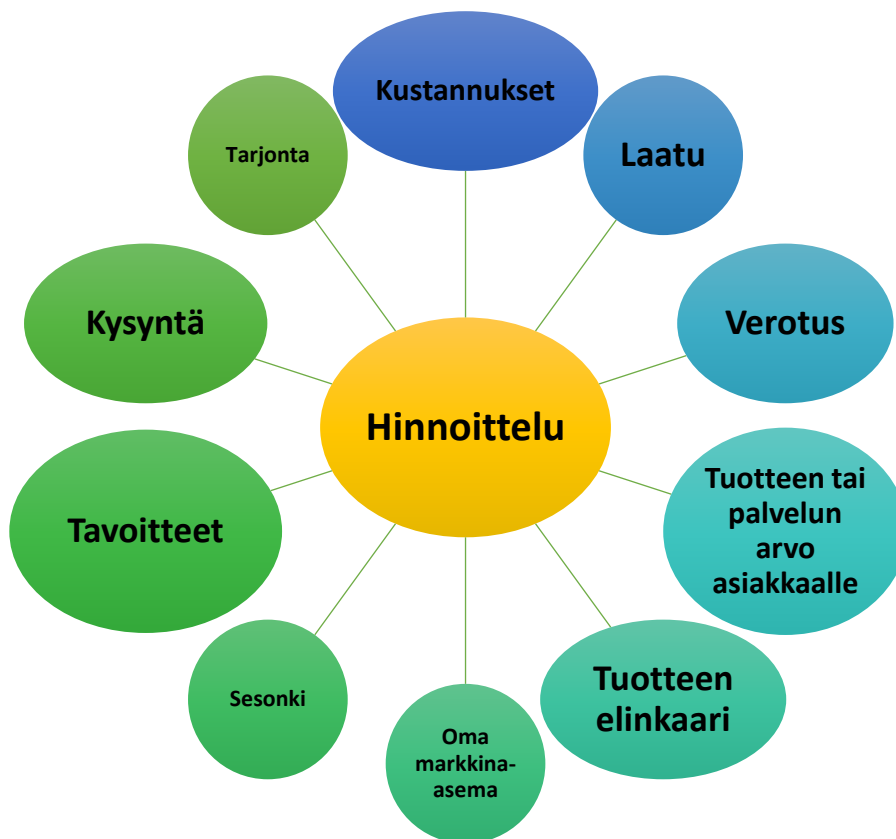 Kustannukset
Laatu
Tarjonta
Verotus
Kysyntä
Hinnoittelu
Tuotteen tai
palvelun
arvo
asiakkaalle
Tavoitteet
Tuotteen
elinkaari
Sesonki
Oma
markkina-
asema